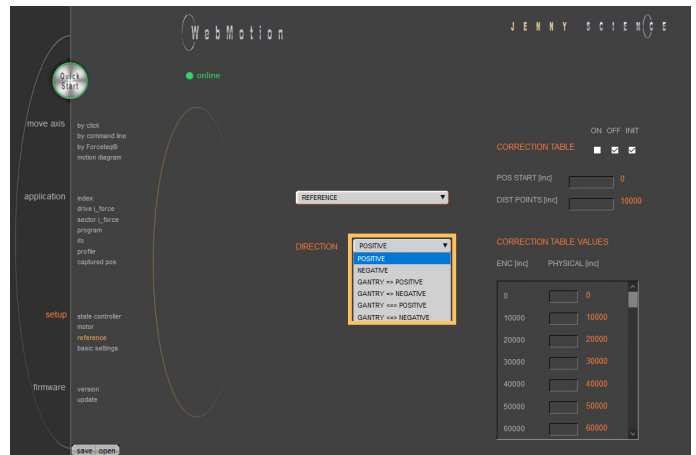 WebMotion
JENNY SCIENCE
Quick
Start
online
move axis
by click
by command line
by Forceteq®
motion diagram
application
index
drive i_force
sector i_force
program
i/o
profile
captured pos
setup
state controller
motor
reference
basic settings
firmware
version
update
save open
REFERENCE
DIRECTION
POSITIVE
POSITIVE
NEGATIVE
GANTRY => POSITIVE
GANTRY => NEGATIVE
GANTRY <=> POSITIVE
GANTRY <=> NEGATIVE
ON OFF INIT
CORRECTION TABLE
POS START [inc] 0
DIST POINTS [inc] 10000
CORRECTION TABLE VALUES
ENC [inc] PHYSICAL [inc]
0 0
10000 10000
20000 20000
30000 30000
40000 40000
50000 50000
60000 60000